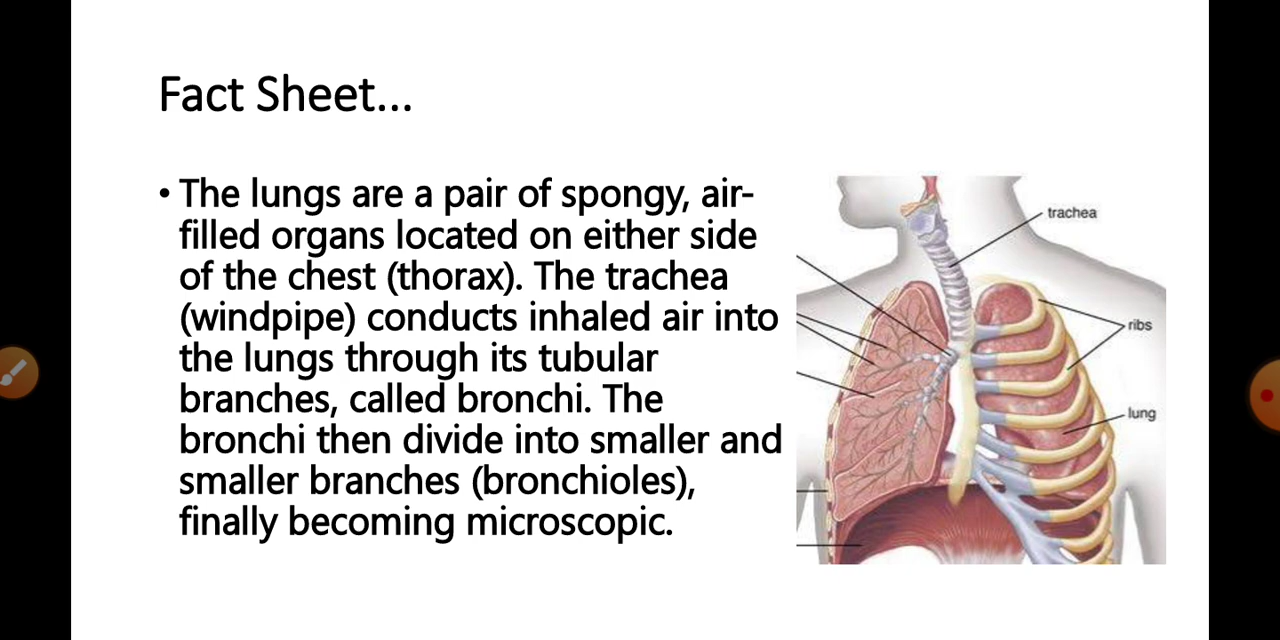 Fact Sheet...
• The lungs are a pair of spongy, air-
filled organs located on either side
of the chest (thorax). The trachea
(windpipe) conducts inhaled air into
the lungs through its tubular
branches, called bronchi. The
bronchi then divide into smaller and
smaller branches (bronchioles),
finally becoming microscopic.
trachea
ribs
lung